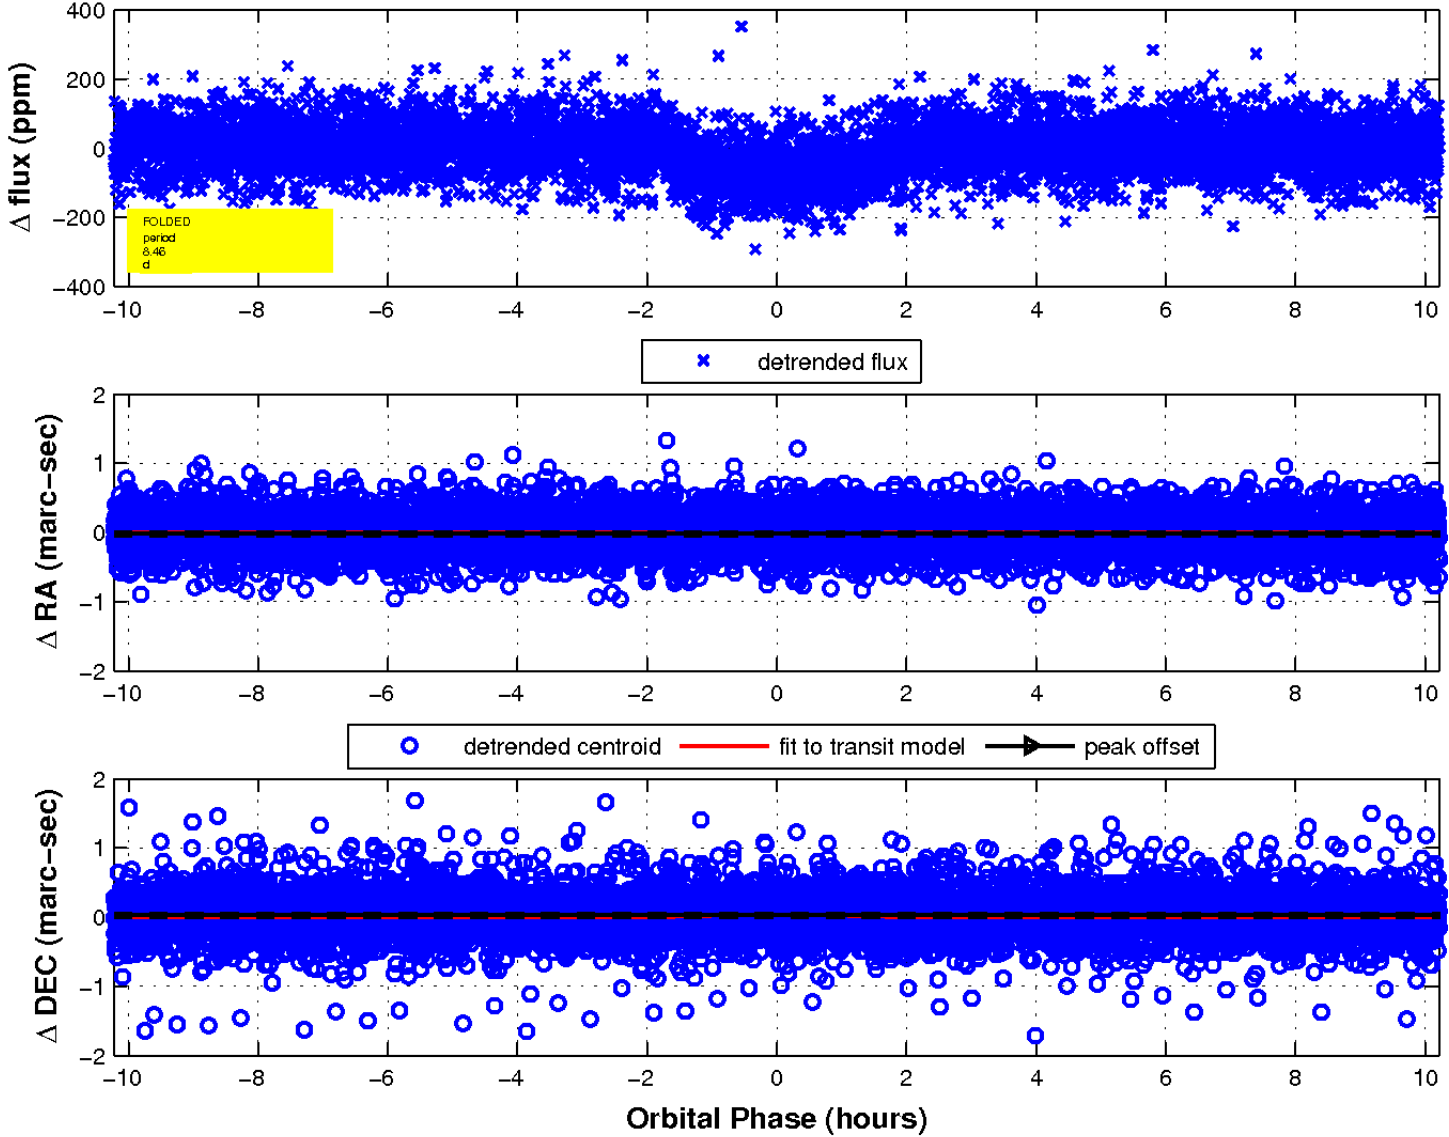 400
200
0
−200
−400
Δ flux (ppm)
FOLDED
period
8.46
d
−10 −8 −6 −4 −2 0 2 4 6 8 10
detrended flux
2
1
0
−1
−2
Δ RA (marc−sec)
−10 −8 −6 −4 −2 0 2 4 6 8 10
detrended centroid fit to transit model peak offset
2
1
0
−1
−2
Δ DEC (marc−sec)
−10 −8 −6 −4 −2 0 2 4 6 8 10
Orbital Phase (hours)